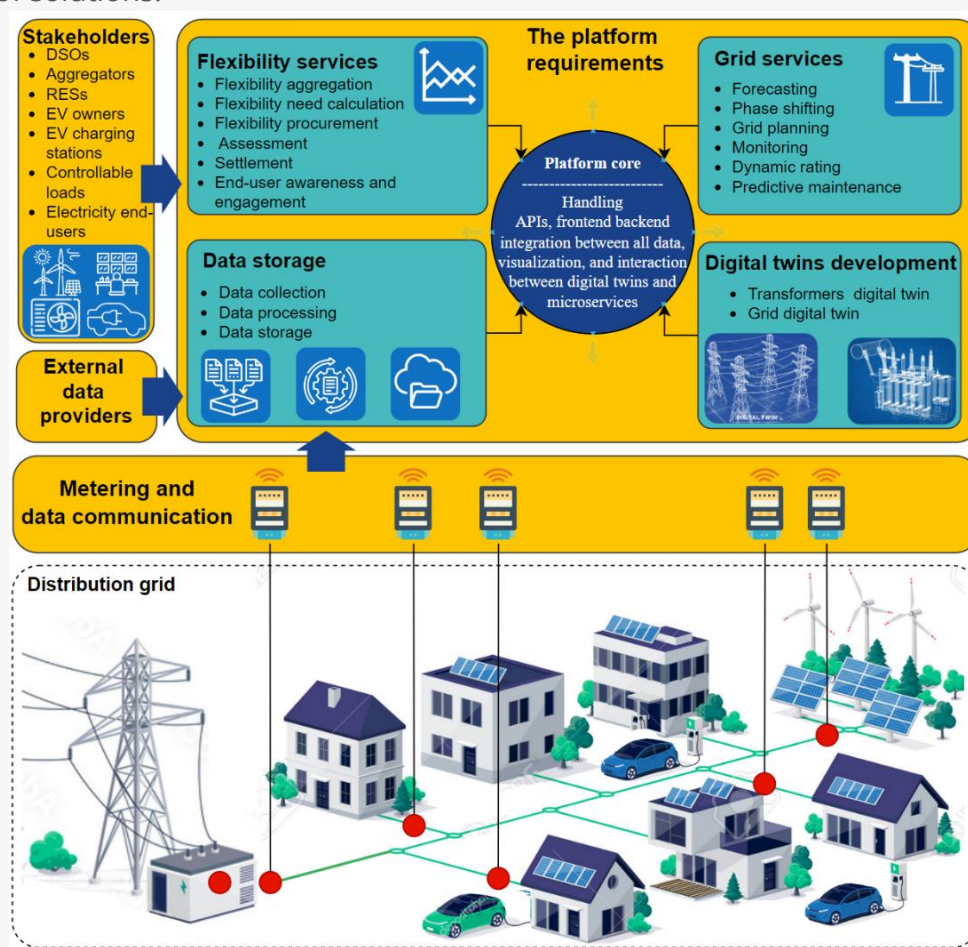 of solutions.
Stakeholders
• DSOs
• Aggregators
• RESs
• EV owners
• EV charging
stations
• Controllable
loads
• Electricity end-
users
External
data
providers
The platform
requirements
Flexibility services
• Flexibility aggregation
• Flexibility need calculation
• Flexibility procurement
• Assessment
• Settlement
• End-user awareness and
engagement
Data storage
• Data collection
• Data processing
• Data storage
Platform core
--------------------------
Handling
APIs, frontend backend
integration between all data,
visualization, and interaction
between digital twins and
microservices
Grid services
• Forecasting
• Phase shifting
• Grid planning
• Monitoring
• Dynamic rating
• Predictive maintenance
Digital twins development
• Transformers digital twin
• Grid digital twin
DIGITAL TWIN
Metering and
data communication
Distribution grid